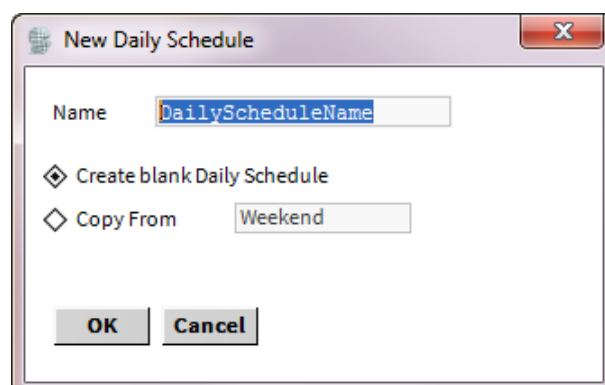 New Daily Schedule
Name DailyScheduleName
Create blank Daily Schedule
Copy From Weekend
OK Cancel